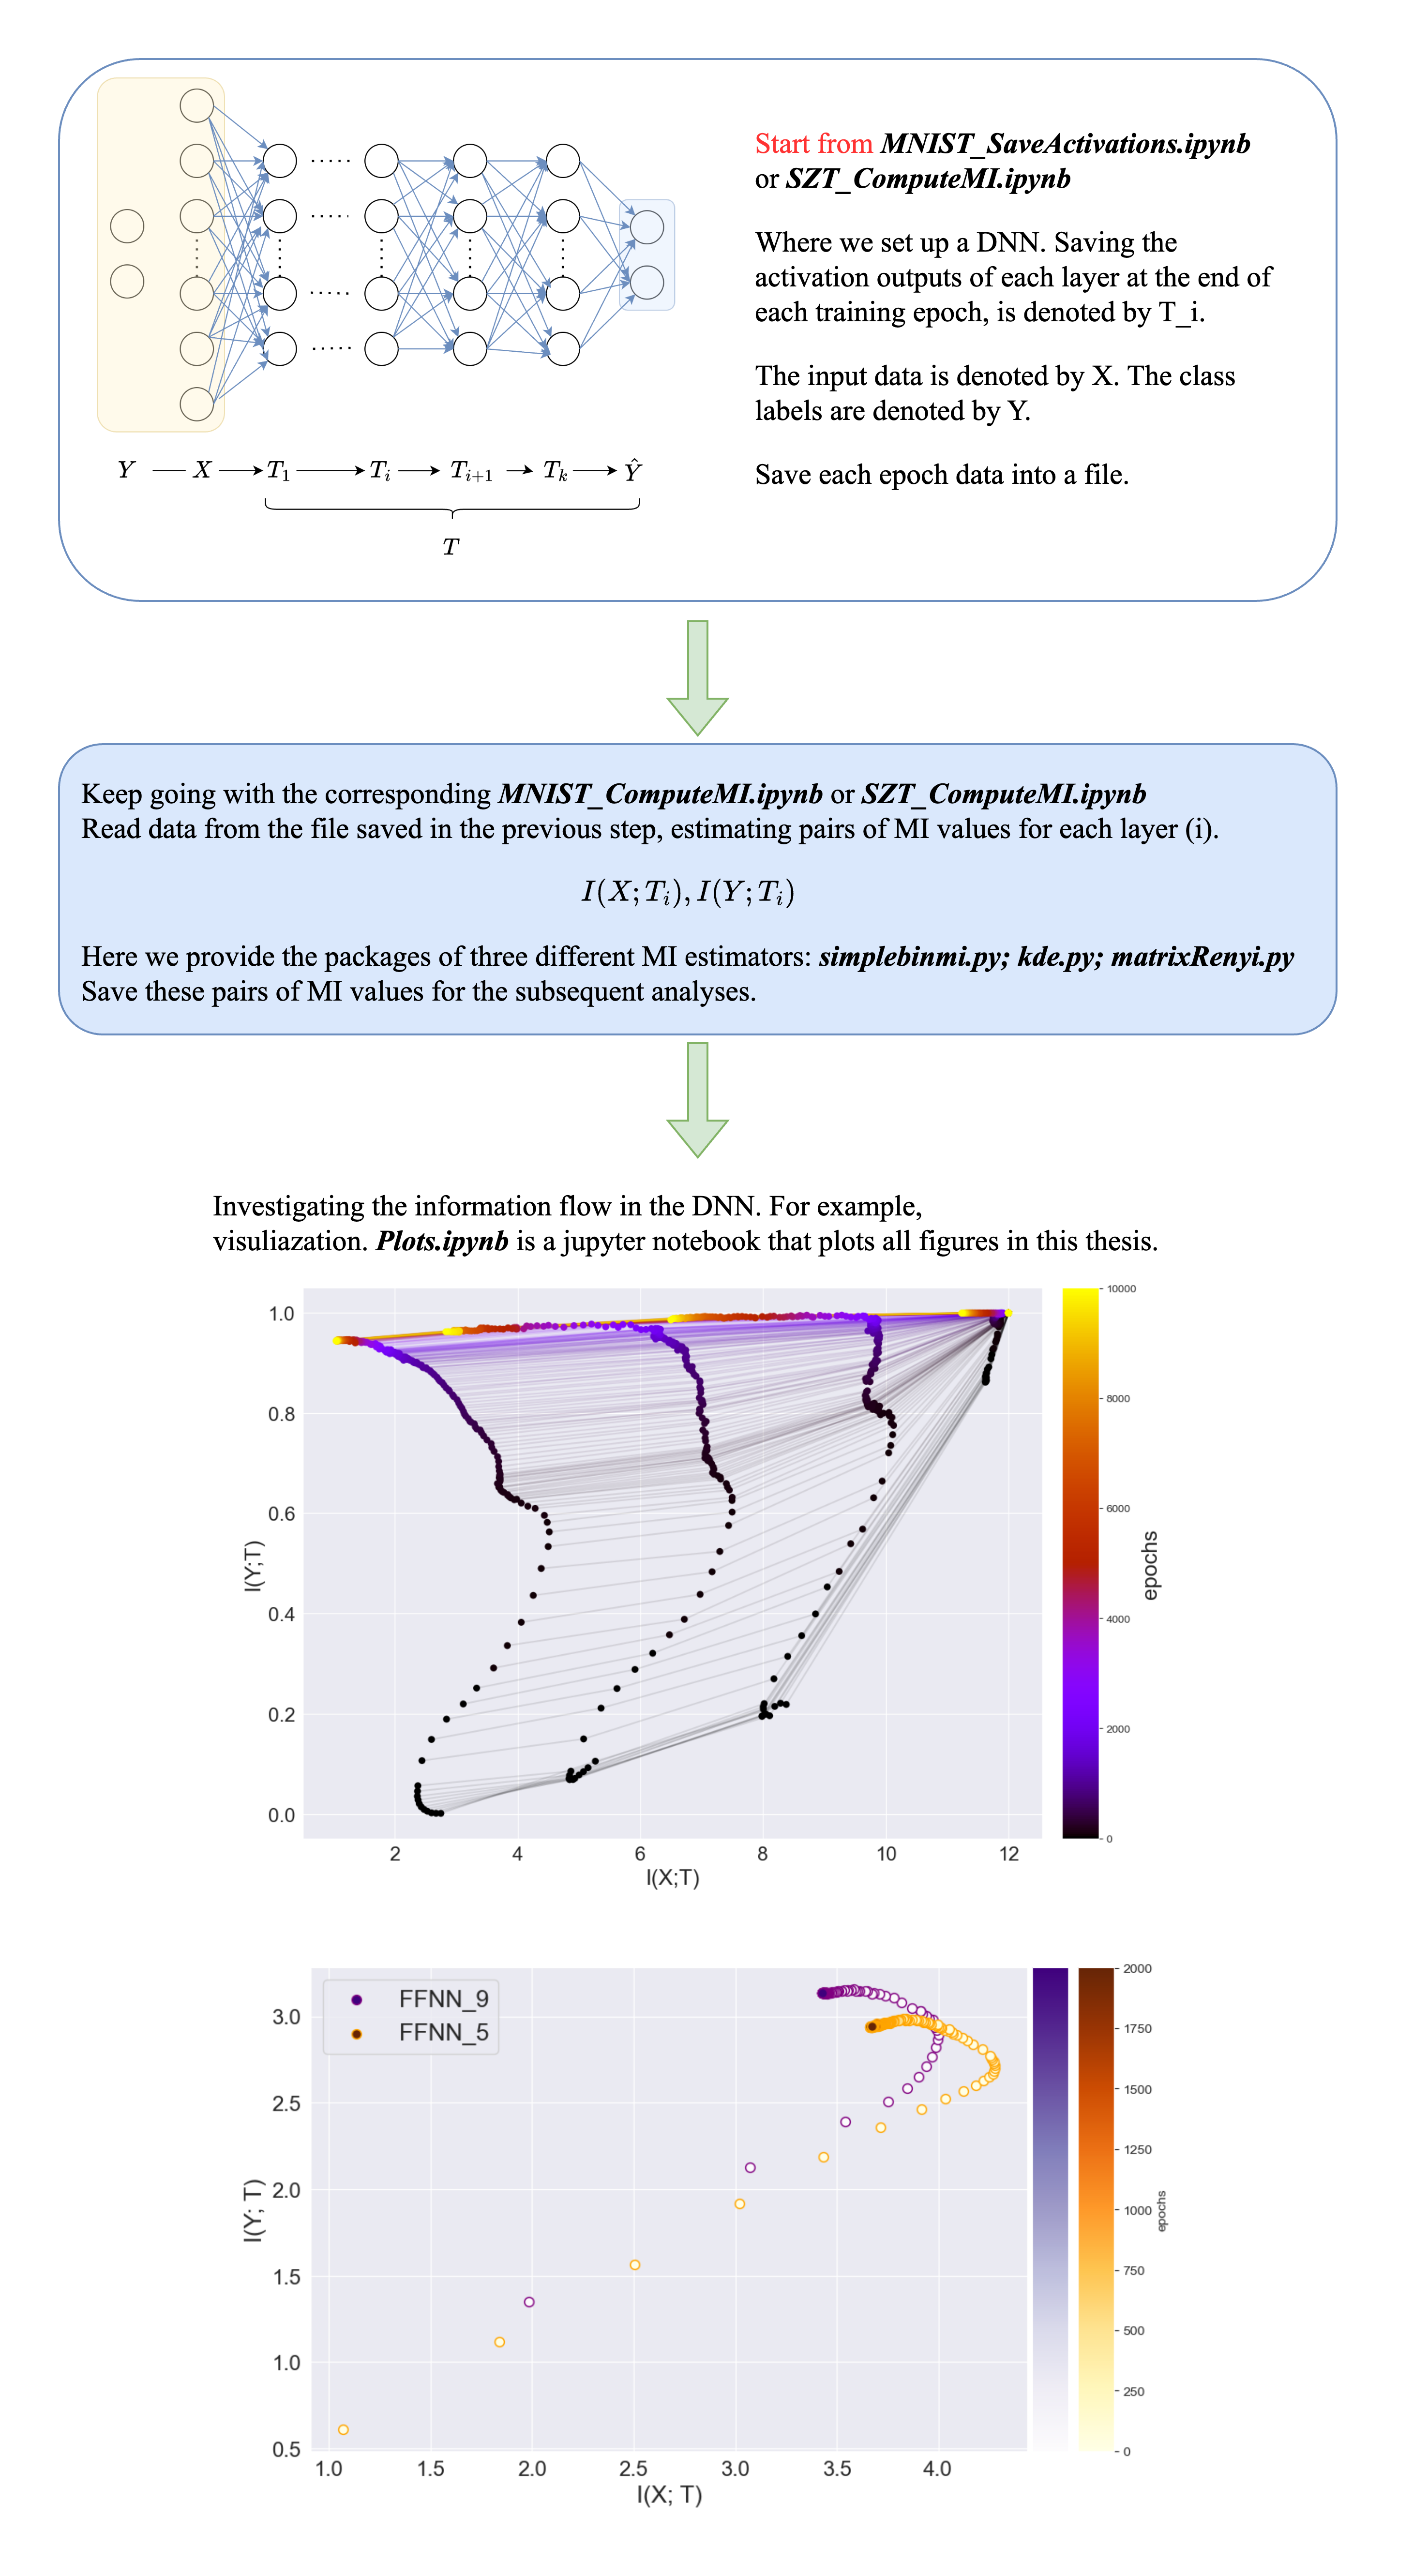 Start from MNIST_SaveActivations.ipynb
or SZT_ComputeMI.ipynb
Where we set up a DNN. Saving the
activation outputs of each layer at the end of
each training epoch, is denoted by T_i.
The input data is denoted by X. The class
labels are denoted by Y.
Save each epoch data into a file.
Y X T_1 T_i T_{i+1} T_k Ŷ
T
Keep going with the corresponding MNIST_ComputeMI.ipynb or SZT_ComputeMI.ipynb
Read data from the file saved in the previous step, estimating pairs of MI values for each layer (i).
I(X; T_i), I(Y; T_i)
Here we provide the packages of three different MI estimators: simplebinmi.py; kde.py; matrixRenyi.py
Save these pairs of MI values for the subsequent analyses.
Investigating the information flow in the DNN. For example,
visuliazation. Plots.ipynb is a jupyter notebook that plots all figures in this thesis.
1.0
0.8
0.6
0.4
0.2
0.0
I(Y;T)
2 4 6 8 10 12
I(X;T)
10000
8000
6000
4000
2000
0
epochs
FFNN_9
FFNN_5
3.0
2.5
2.0
1.5
1.0
0.5
I(Y; T)
1.0 1.5 2.0 2.5 3.0 3.5 4.0
I(X; T)
2000
1750
1500
1250
1000
750
500
250
0
epochs